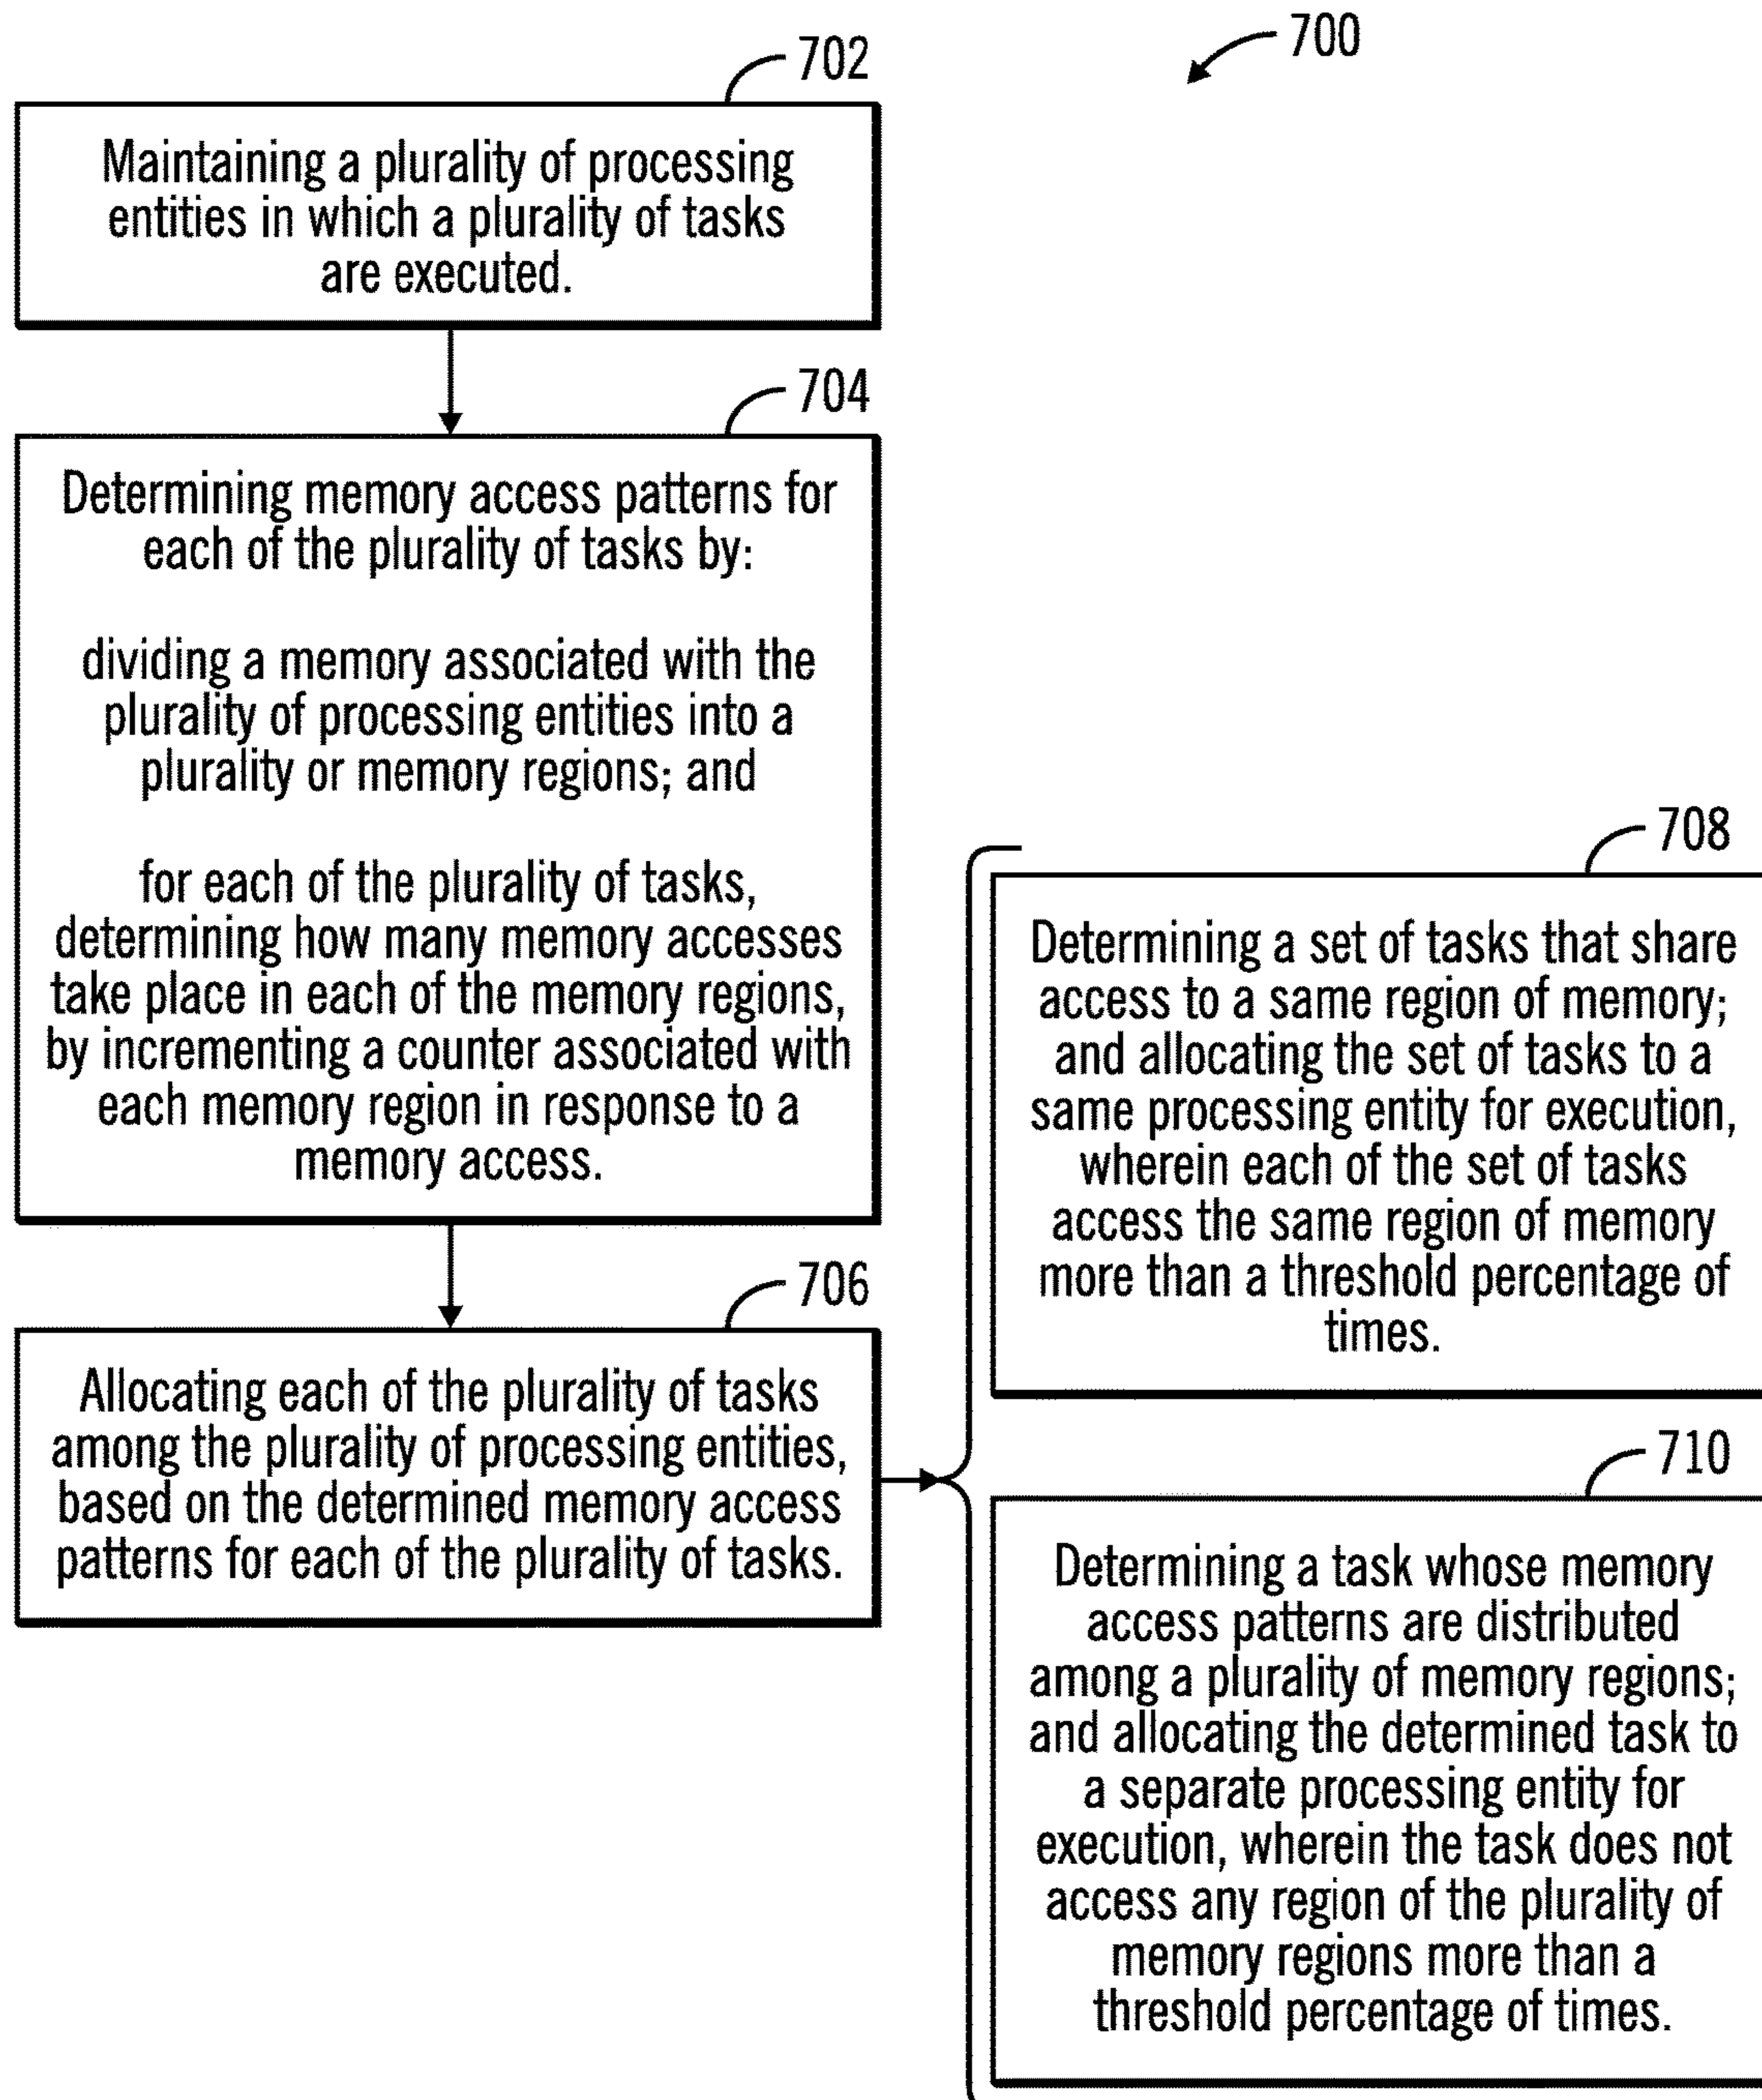 700
702
Maintaining a plurality of processing
entities in which a plurality of tasks
are executed.
704
Determining memory access patterns for
each of the plurality of tasks by:
dividing a memory associated with the
plurality of processing entities into a
plurality or memory regions; and
for each of the plurality of tasks,
determining how many memory accesses
take place in each of the memory regions,
by incrementing a counter associated with
each memory region in response to a
memory access.
706
Allocating each of the plurality of tasks
among the plurality of processing entities,
based on the determined memory access
patterns for each of the plurality of tasks.
708
Determining a set of tasks that share
access to a same region of memory;
and allocating the set of tasks to a
same processing entity for execution,
wherein each of the set of tasks
access the same region of memory
more than a threshold percentage of
times.
710
Determining a task whose memory
access patterns are distributed
among a plurality of memory regions;
and allocating the determined task to
a separate processing entity for
execution, wherein the task does not
access any region of the plurality of
memory regions more than a
threshold percentage of times.